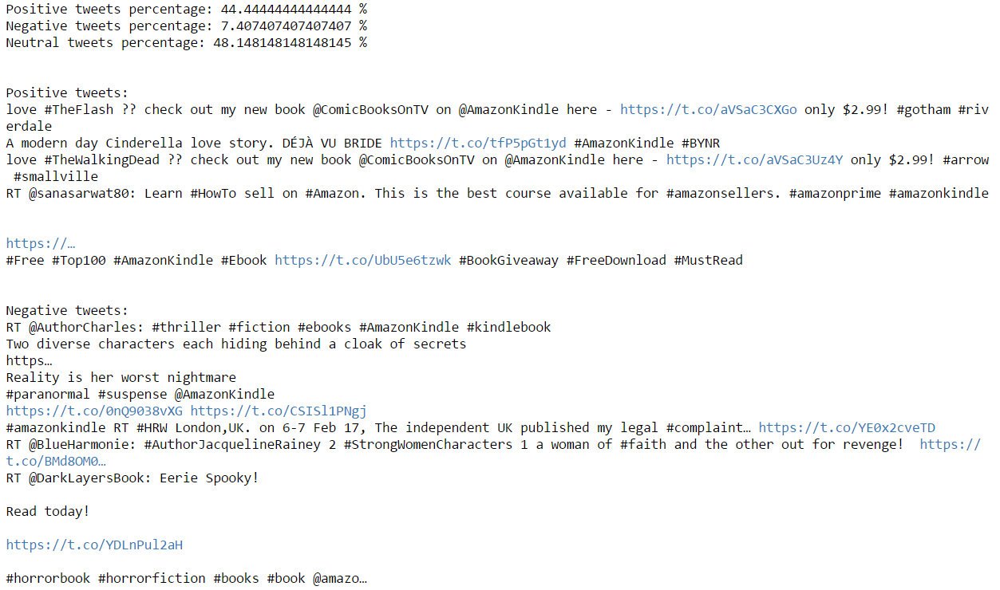 Positive tweets percentage: 44.44444444444444 %
Negative tweets percentage: 7.407407407407407 %
Neutral tweets percentage: 48.148148148148145 %
Positive tweets:
love #TheFlash ?? check out my new book @ComicBooksOnTV on @AmazonKindle here - https://t.co/aVSaC3CXGo only $2.99! #gotham #riv
erdale
A modern day Cinderella love story. DÉJÀ VU BRIDE https://t.co/tfP5pGt1yd #AmazonKindle #BYNR
love #TheWalkingDead ?? check out my new book @ComicBooksOnTV on @AmazonKindle here - https://t.co/aVSaC3Uz4Y only $2.99! #arrow
#smallville
RT @sanasarwat80: Learn #HowTo sell on #Amazon. This is the best course available for #amazonsellers. #amazonprime #amazonkindle
https://…
#Free #Top100 #AmazonKindle #Ebook https://t.co/UbU5e6tzwk #BookGiveaway #FreeDownload #MustRead
Negative tweets:
RT @AuthorCharles: #thriller #fiction #ebooks #AmazonKindle #kindlebook
Two diverse characters each hiding behind a cloak of secrets
https…
Reality is her worst nightmare
#paranormal #suspense @AmazonKindle
https://t.co/0nQ9038vXG https://t.co/CSISl1PNgj
#amazonkindle RT #HRW London,UK. on 6-7 Feb 17, The independent UK published my legal #complaint… https://t.co/YE0x2cveTD
RT @BlueHarmonie: #AuthorJacquelineRainey 2 #StrongWomenCharacters 1 a woman of #faith and the other out for revenge!  https://
t.co/BMd8OM0…
RT @DarkLayersBook: Eerie Spooky!
Read today!
https://t.co/YDLnPul2aH
#horrorbook #horrorfiction #books #book @amazo…